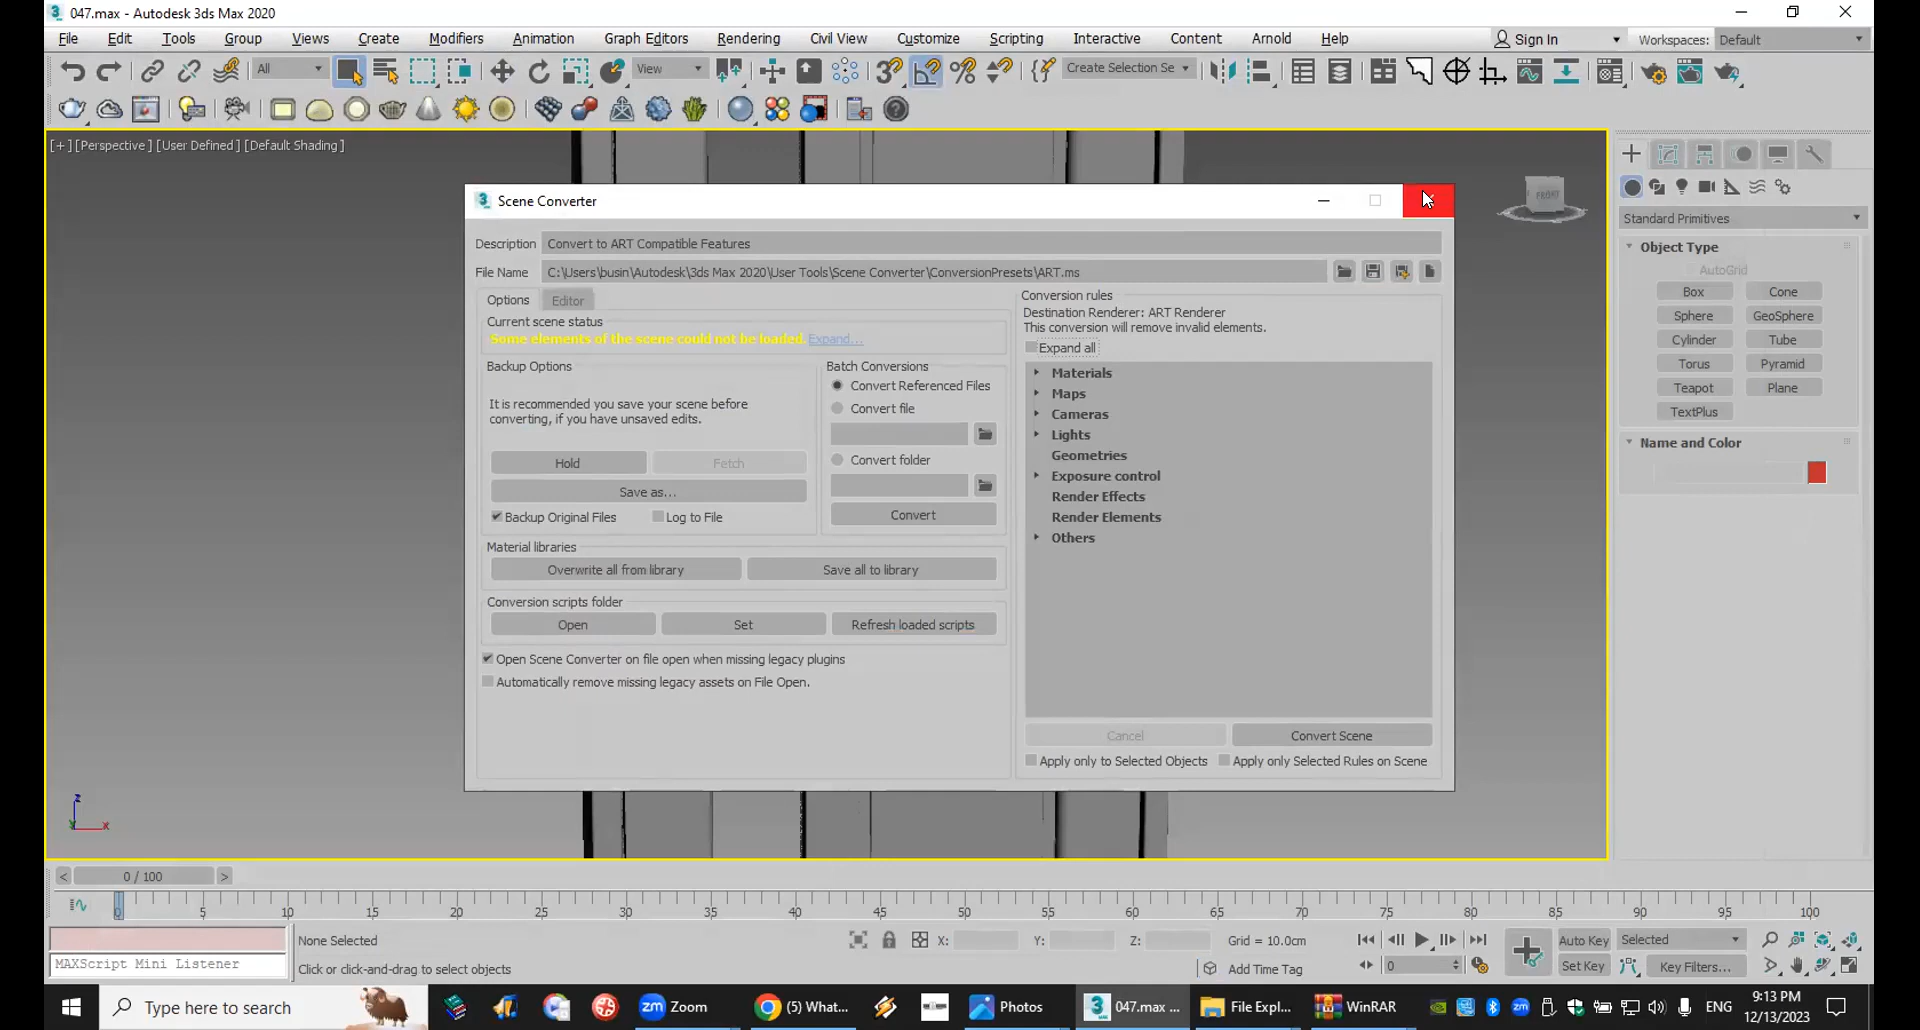 047.max - Autodesk 3ds Max 2020
File Edit Tools Group Views Create Modifiers Animation Graph Editors Rendering Civil View Customize Scripting Interactive Content Arnold Help Sign In Workspaces: Default
All View Create Selection Se
[+][Perspective][User Defined][Default Shading]
FRONT
Standard Primitives
Object Type
AutoGrid
Box Cone
Sphere GeoSphere
Cylinder Tube
Torus Pyramid
Teapot Plane
TextPlus
Name and Color
Scene Converter
Description Convert to ART Compatible Features
File Name C:\Users\busin\Autodesk\3ds Max 2020\User Tools\Scene Converter\ConversionPresets\ART.ms
Options Editor
Current scene status
Some elements of the scene could not be loaded. Expand...
Backup Options
It is recommended you save your scene before
converting, if you have unsaved edits.
Hold Fetch
Save as...
Backup Original Files Log to File
Batch Conversions
Convert Referenced Files
Convert file
Convert folder
Convert
Material libraries
Overwrite all from library Save all to library
Conversion scripts folder
Open Set Refresh loaded scripts
Open Scene Converter on file open when missing legacy plugins
Automatically remove missing legacy assets on File Open.
Conversion rules
Destination Renderer: ART Renderer
This conversion will remove invalid elements.
Expand all
Materials
Maps
Cameras
Lights
Geometries
Exposure control
Render Effects
Render Elements
Others
Cancel Convert Scene
Apply only to Selected Objects Apply only Selected Rules on Scene
z
x
< 0 / 100 >
0 5 10 15 20 25 30 35 40 45 50 55 60 65 70 75 80 85 90 95 100
None Selected X: Y: Z: Grid = 10.0cm Auto Key Selected
MAXScript Mini Listener Click or click-and-drag to select objects Add Time Tag 0 Set Key Key Filters...
Type here to search zm Zoom (5) What... Photos 047.max ... File Expl... WinRAR ENG 9:13 PM
12/13/2023